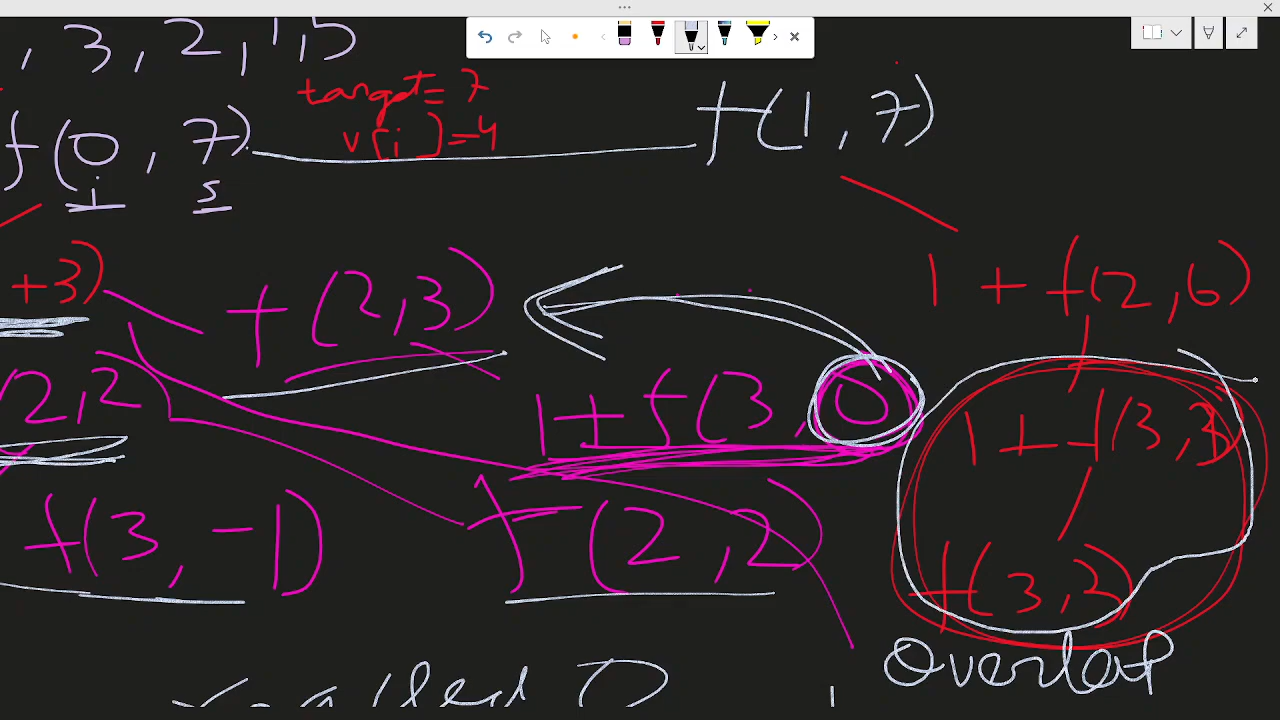 , 3, 2, 1, 5
target = 7
f(0, 7)
v[i] = 4
f(1, 7)
i
s
+3)
f(2,3)
1 + f(2,6)
2,2
1 + f(3,0
1 + f(3,3)
f(3, -1)
f(2,2)
f(3,2)
overlap